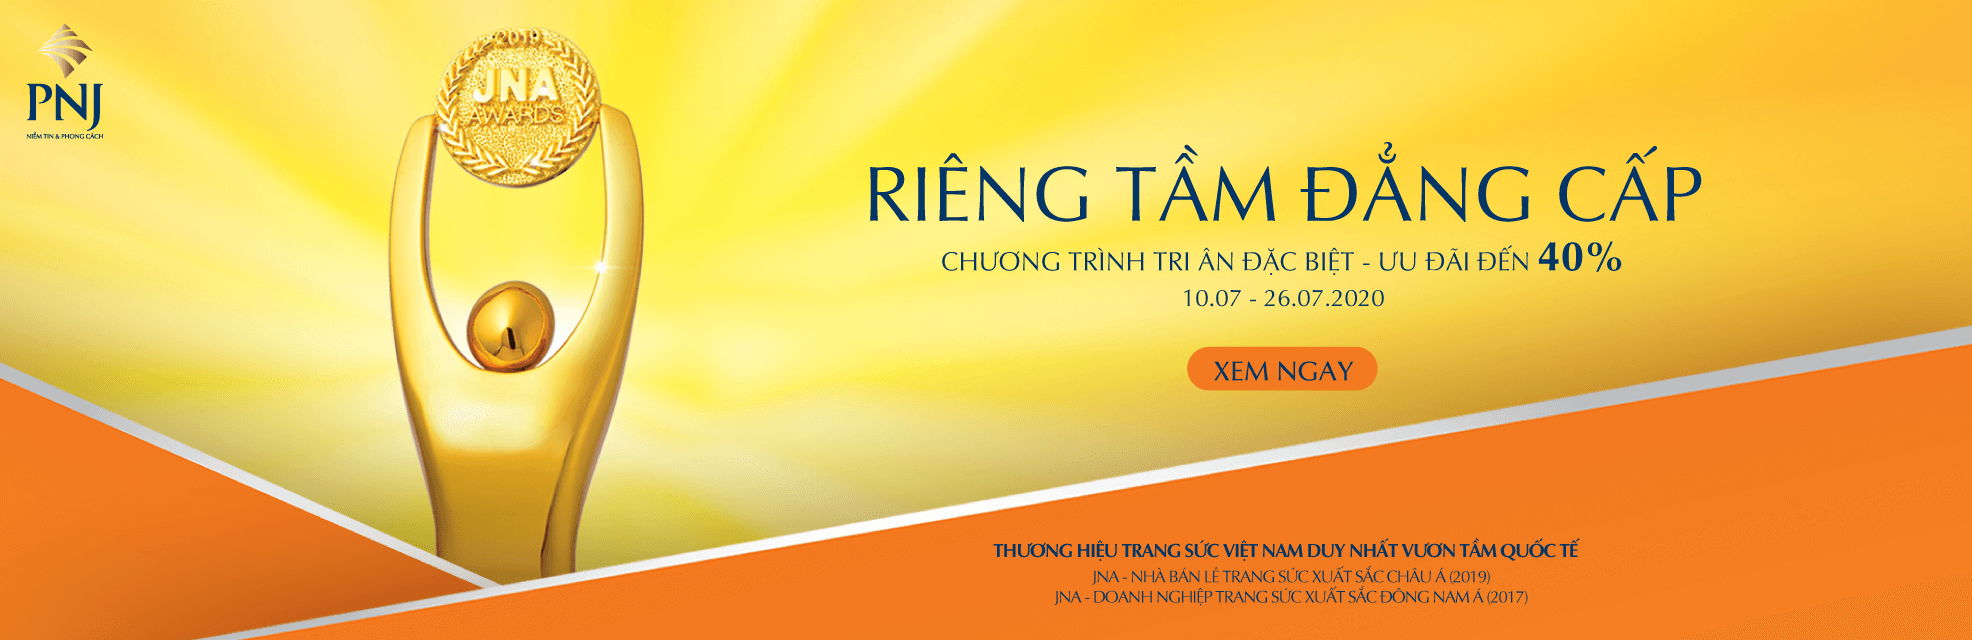 PNJ
NIỀM TIN & PHONG CÁCH
2019
JNA
AWARDS
RIÊNG TẦM ĐẲNG CẤP
CHƯƠNG TRÌNH TRI ÂN ĐẶC BIỆT - ƯU ĐÃI ĐẾN 40%
10.07 - 26.07.2020
XEM NGAY
THƯƠNG HIỆU TRANG SỨC VIỆT NAM DUY NHẤT VƯƠN TẦM QUỐC TẾ
JNA - NHÀ BÁN LẺ TRANG SỨC XUẤT SẮC CHÂU Á (2019)
JNA - DOANH NGHIỆP TRANG SỨC XUẤT SẮC ĐÔNG NAM Á (2017)